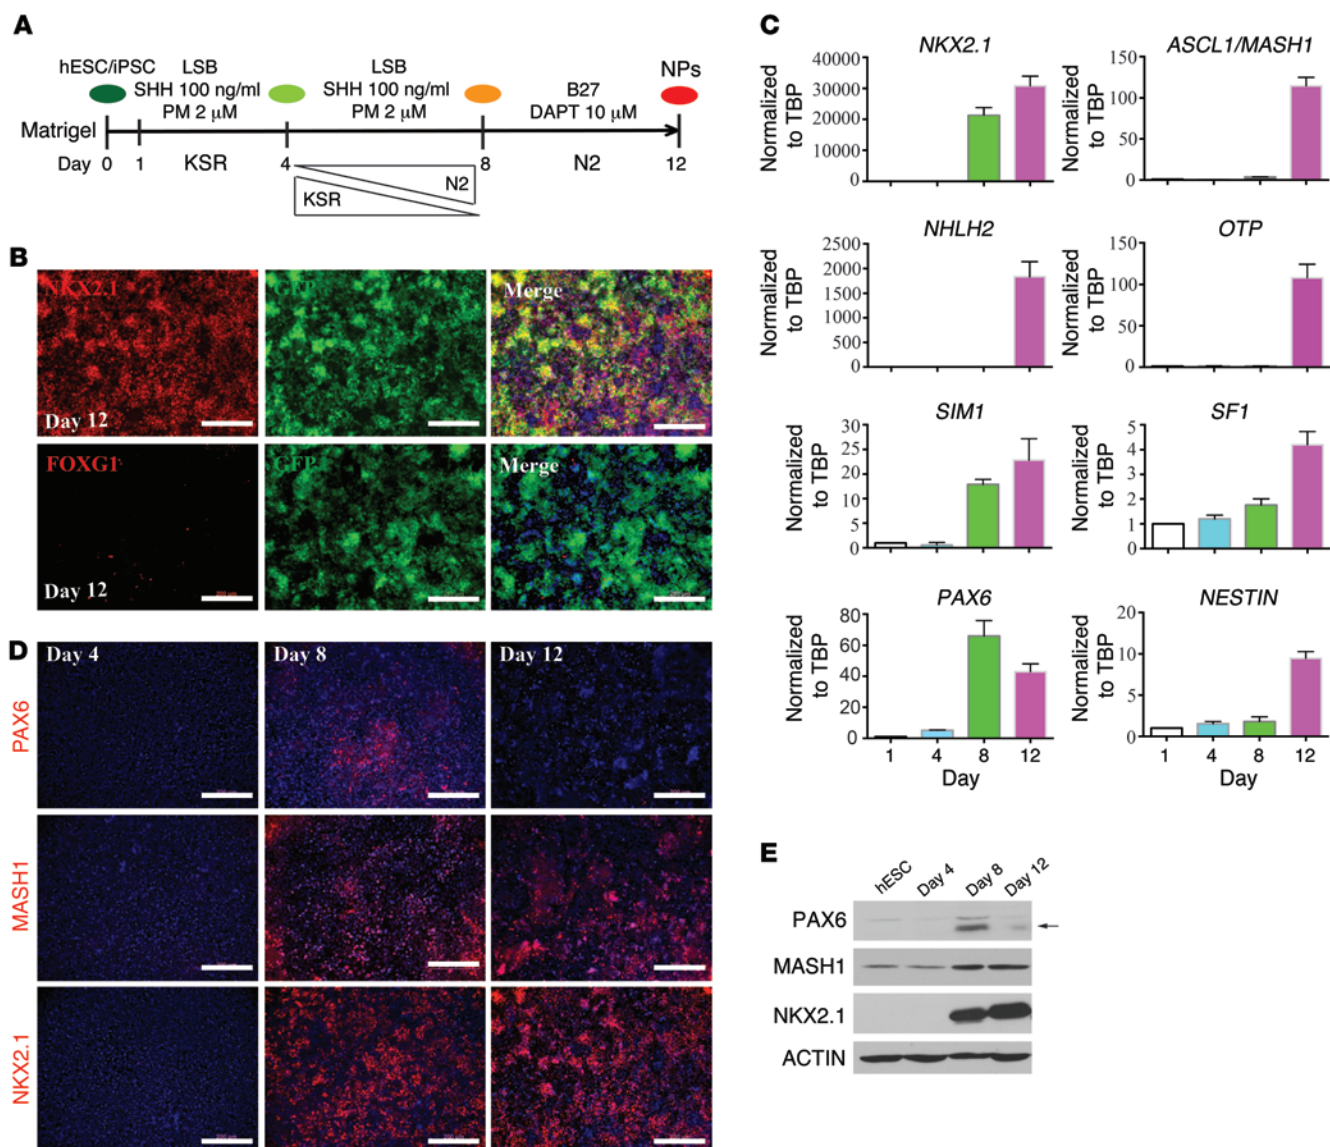 A
hESC/iPSC
LSB
SHH 100 ng/ml
PM 2 μM
LSB
SHH 100 ng/ml
PM 2 μM
B27
DAPT 10 μM
NPs
Matrigel
Day 0 1 KSR 4 8 N2 12
N2
KSR
B
NKX2.1
Day 12
GFP
Merge
FOXG1
Day 12
GFP
Merge
C
NKX2.1
Normalized
to TBP
40000
30000
20000
10000
0
ASCL1/MASH1
Normalized
to TBP
150
100
50
0
NHLH2
Normalized
to TBP
2500
2000
1500
1000
500
0
OTP
Normalized
to TBP
150
100
50
0
SIM1
Normalized
to TBP
30
25
20
15
10
5
0
SF1
Normalized
to TBP
5
4
3
2
1
0
PAX6
Normalized
to TBP
80
60
40
20
0
1 4 8 12
Day
NESTIN
Normalized
to TBP
20
10
5
0
1 4 8 12
Day
D
Day 4
Day 8
Day 12
PAX6
MASH1
NKX2.1
E
hESC
Day 4
Day 8
Day 12
PAX6
MASH1
NKX2.1
ACTIN